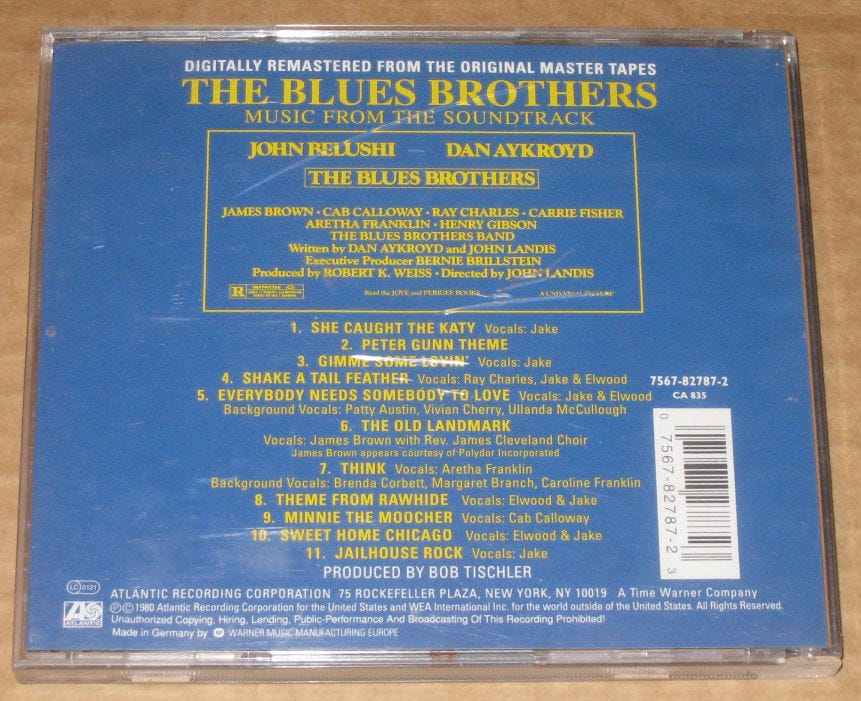 DIGITALLY REMASTERED FROM THE ORIGINAL MASTER TAPES
THE BLUES BROTHERS
MUSIC FROM THE SOUNDTRACK
JOHN BELUSHI DAN AYKROYD
THE BLUES BROTHERS
JAMES BROWN · CAB CALLOWAY · RAY CHARLES · CARRIE FISHER
ARETHA FRANKLIN · HENRY GIBSON
THE BLUES BROTHERS BAND
Written by DAN AYKROYD and JOHN LANDIS
Executive Producer BERNIE BRILLSTEIN
Produced by ROBERT K. WEISS · Directed by JOHN LANDIS
R RESTRICTED
Read the JOVE and PERIGEE BOOKS A UNIVERSAL PICTURE
1. SHE CAUGHT THE KATY Vocals: Jake
2. PETER GUNN THEME
3. GIMME SOME LOVIN' Vocals: Jake
4. SHAKE A TAIL FEATHER Vocals: Ray Charles, Jake & Elwood
5. EVERYBODY NEEDS SOMEBODY TO LOVE Vocals: Jake & Elwood
Background Vocals: Patty Austin, Vivian Cherry, Ullanda McCullough
6. THE OLD LANDMARK
Vocals: James Brown with Rev. James Cleveland Choir
James Brown appears courtesy of Polydor Incorporated
7. THINK Vocals: Aretha Franklin
Background Vocals: Brenda Corbett, Margaret Branch, Caroline Franklin
8. THEME FROM RAWHIDE Vocals: Elwood & Jake
9. MINNIE THE MOOCHER Vocals: Cab Calloway
10. SWEET HOME CHICAGO Vocals: Elwood & Jake
11. JAILHOUSE ROCK Vocals: Jake
PRODUCED BY BOB TISCHLER
7567-82787-2
CA 835
0 7567-82787-2 3
LC 0121
ATLANTIC RECORDING CORPORATION 75 ROCKEFELLER PLAZA, NEW YORK, NY 10019 A Time Warner Company
ATLANTIC
℗© 1980 Atlantic Recording Corporation for the United States and WEA International Inc. for the world outside of the United States. All Rights Reserved.
Unauthorized Copying, Hiring, Lending, Public-Performance And Broadcasting Of This Recording Prohibited!
Made in Germany by WARNER MUSIC MANUFACTURING EUROPE